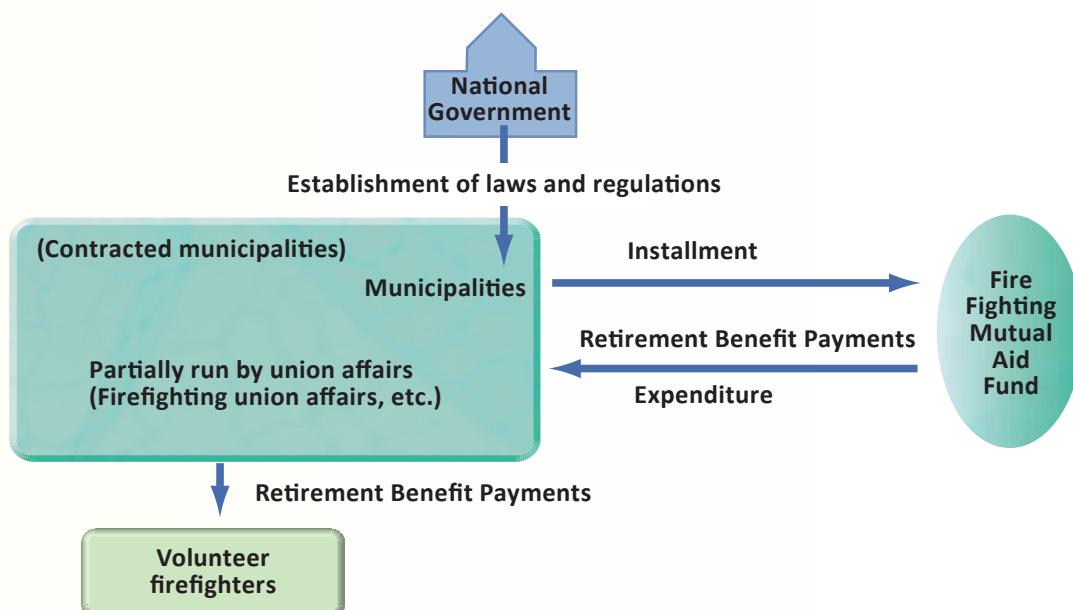 National
Government
Establishment of laws and regulations
(Contracted municipalities)
Municipalities
Partially run by union affairs
(Firefighting union affairs, etc.)
Installment
Retirement Benefit Payments
Expenditure
Fire
Fighting
Mutual
Aid
Fund
Retirement Benefit Payments
Volunteer
firefighters